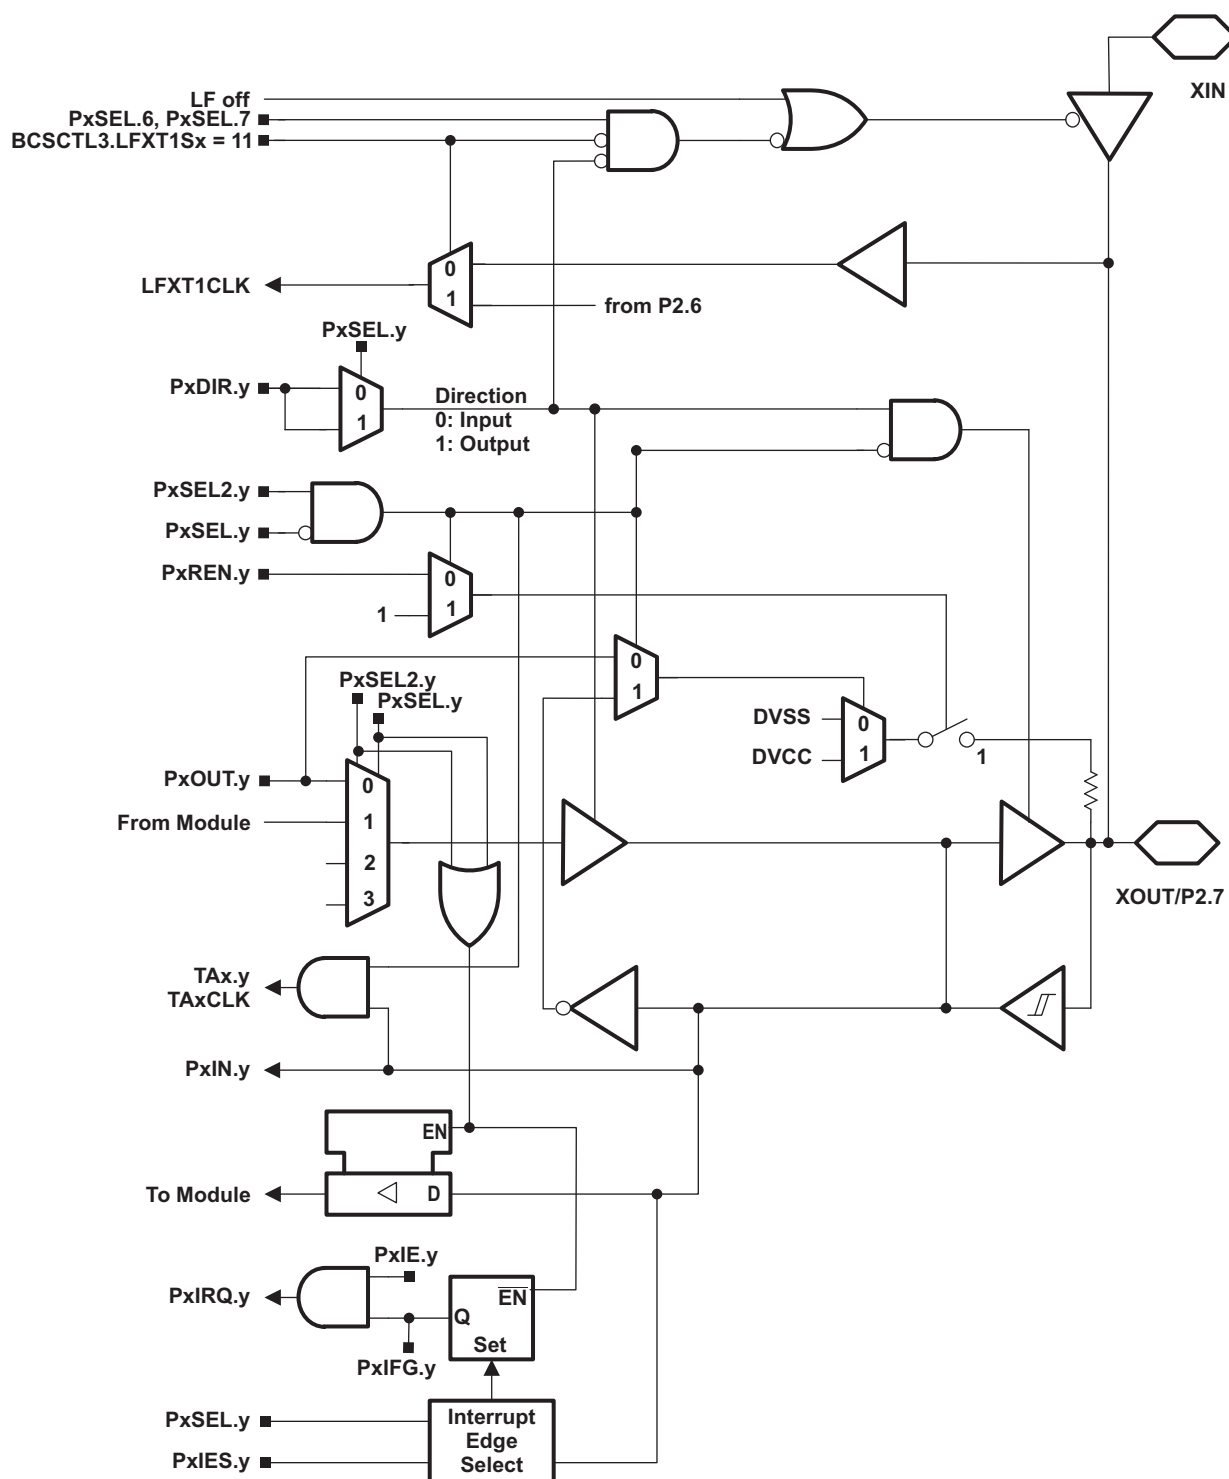 XIN
LF off
PxSEL.6, PxSEL.7
BCSCTL3.LFXT1Sx = 11
0
LFXT1CLK
1
from P2.6
PxSEL.y
PxDIR.y
0
1
Direction
0: Input
1: Output
PxSEL2.y
PxSEL.y
PxREN.y
0
1
1
0
1
PxSEL2.y
PxSEL.y
DVSS
0
DVCC
1
1
PxOUT.y
0
From Module
1
2
3
XOUT/P2.7
TAx.y
TAxCLK
PxIN.y
EN
To Module
D
PxIE.y
PxIRQ.y
EN
Q
Set
PxIFG.y
PxSEL.y
PxIES.y
Interrupt
Edge
Select